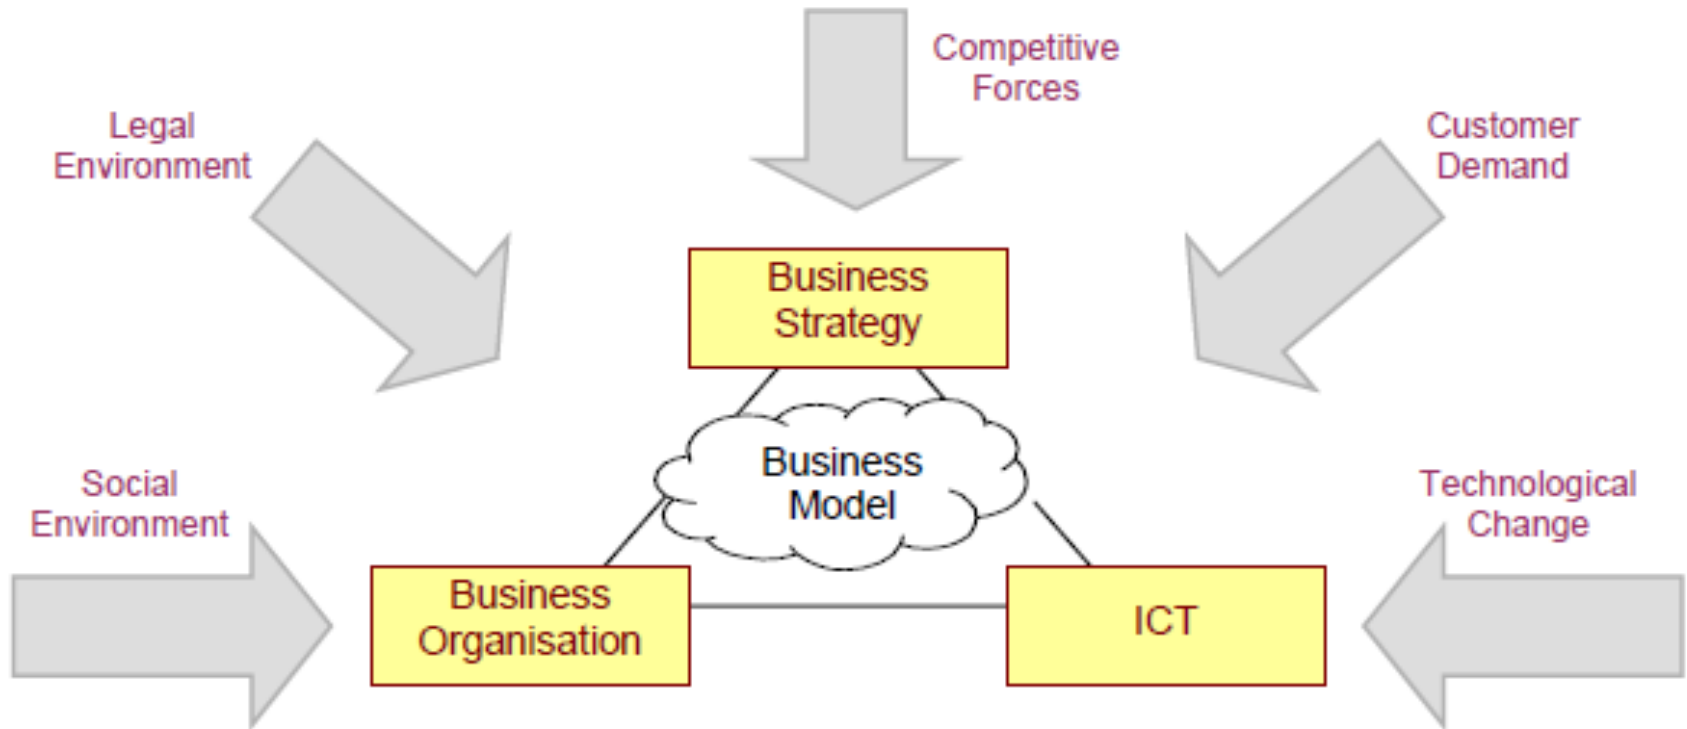 Competitive
Forces
Legal
Environment
Customer
Demand
Business
Strategy
Business
Model
Social
Environment
Technological
Change
Business
Organisation
ICT